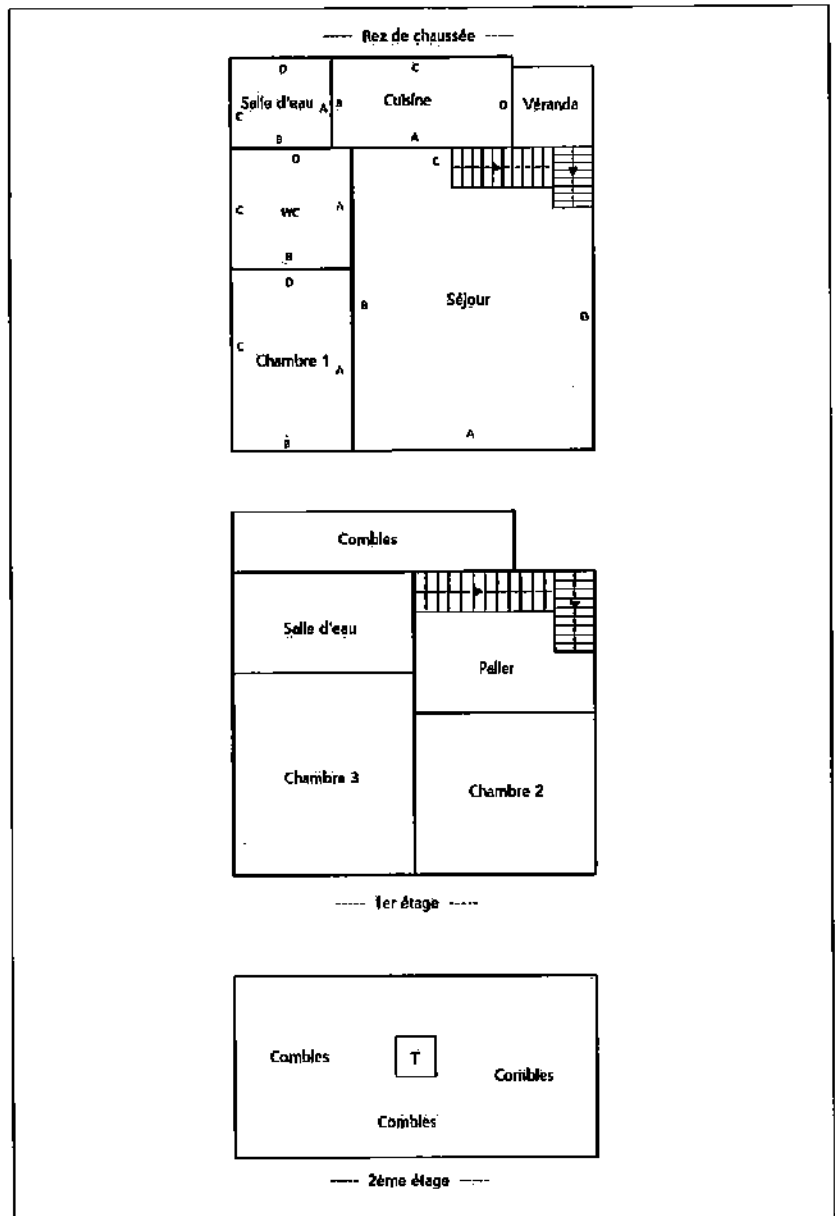 ----- Rez de chaussée -----
D
C
Salle d'eau
A
B
Cuisine
D
Véranda
C
B
A
D
C
C
WC
A
B
D
B
Séjour
D
C
Chambre 1
A
A
B
Combles
Salle d'eau
Palier
Chambre 3
Chambre 2
----- 1er étage -----
Combles
T
Combles
Combles
----- 2ème étage -----